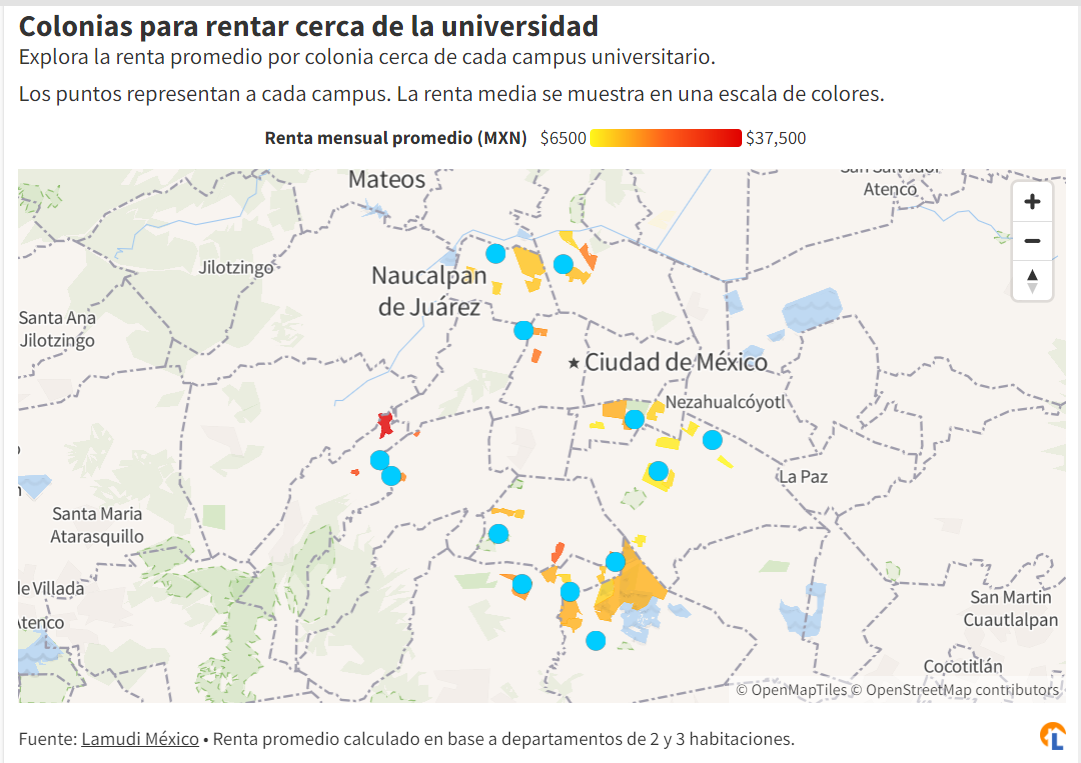 Colonias para rentar cerca de la universidad
Explora la renta promedio por colonia cerca de cada campus universitario.
Los puntos representan a cada campus. La renta media se muestra en una escala de colores.
Renta mensual promedio (MXN) $6500 $37,500
Mateos
Atenco
Jilotzingo
Naucalpan
de Juárez
Santa Ana
Jilotzingo
Ciudad de México
Nezahualcóyotl
La Paz
Santa Maria
Atarasquillo
de Villada
Atenco
San Martin
Cuautlalpan
Cocotitlán
© OpenMapTiles © OpenStreetMap contributors
Fuente: Lamudi México • Renta promedio calculado en base a departamentos de 2 y 3 habitaciones.
L